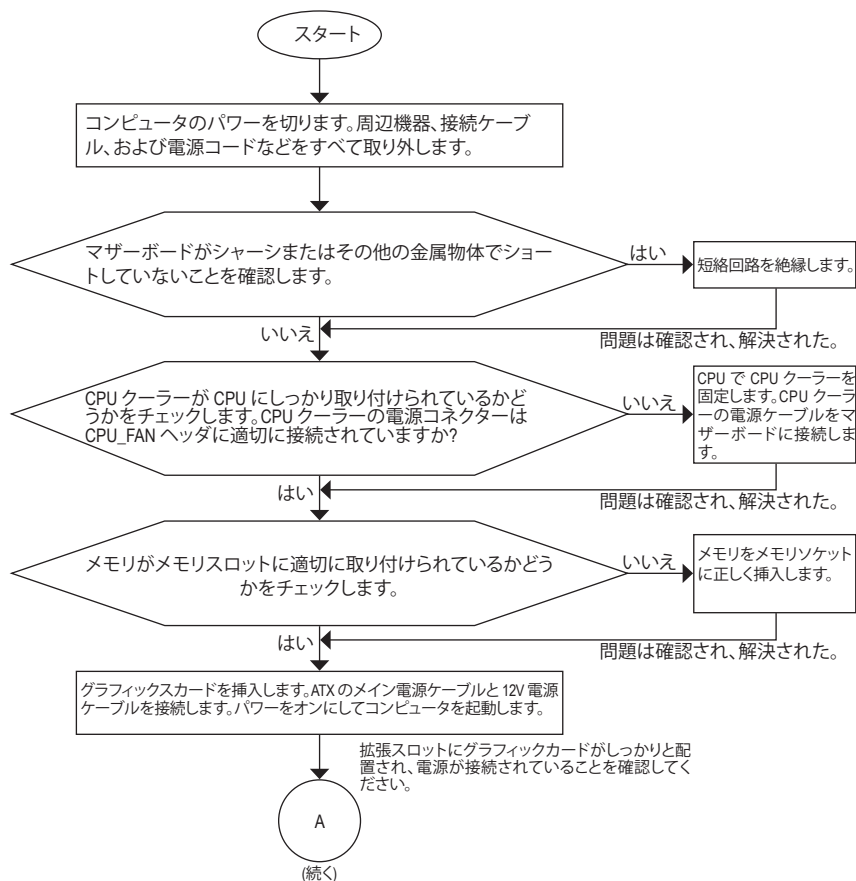 スタート
コンピュータのパワーを切ります。周辺機器、接続ケーブ
ル、および電源コードなどをすべて取り外します。
マザーボードがシャーシまたはその他の金属物体でショー
トしていないことを確認します。
はい
短絡回路を絶縁します。
いいえ
問題は確認され、解決された。
CPU クーラーが CPU にしっかり取り付けられているかど
うかをチェックします。CPU クーラーの電源コネクターは
CPU_FAN ヘッダに適切に接続されていますか?
いいえ
CPU で CPU クーラーを
固定します。CPU クーラ
ーの電源ケーブルをマ
ザーボードに接続しま
す。
はい
問題は確認され、解決された。
メモリがメモリスロットに適切に取り付けられているかどう
かをチェックします。
いいえ
メモリをメモリソケット
に正しく挿入します。
はい
問題は確認され、解決された。
グラフィックスカードを挿入します。ATX のメイン電源ケーブルと 12V 電源
ケーブルを接続します。パワーをオンにしてコンピュータを起動します。
拡張スロットにグラフィックカードがしっかりと配
置され、電源が接続されていることを確認してく
ださい。
A
(続く)